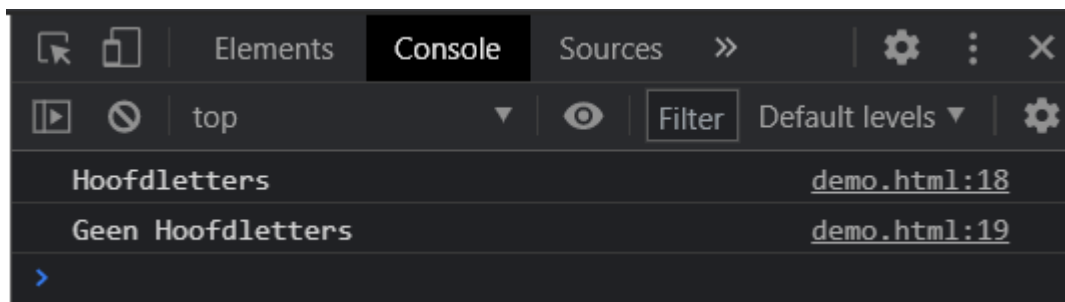 Elements Console Sources »
top Filter Default levels
Hoofdletters demo.html:18
Geen Hoofdletters demo.html:19
>